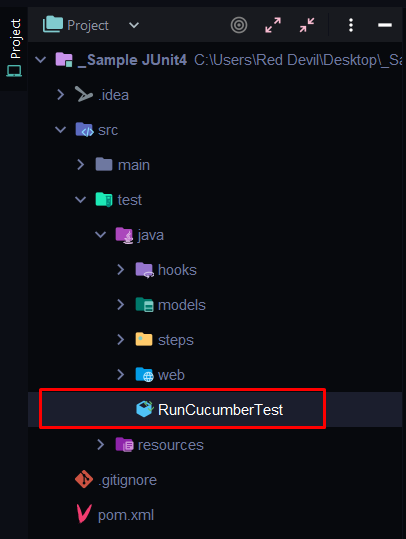 Project
Project
_Sample JUnit4 C:\Users\Red Devil\Desktop\_Sa
.idea
src
main
test
java
hooks
models
steps
web
RunCucumberTest
resources
.gitignore
pom.xml